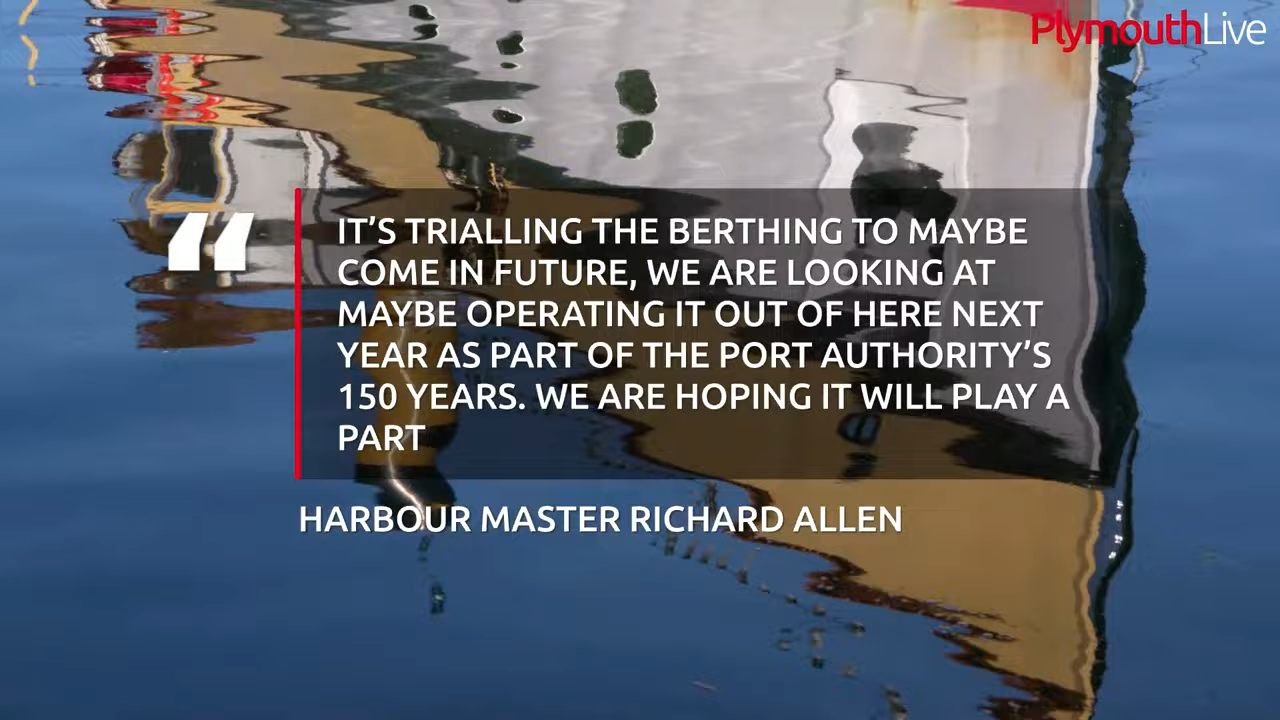 PlymouthLive
“
IT’S TRIALLING THE BERTHING TO MAYBE
COME IN FUTURE, WE ARE LOOKING AT
MAYBE OPERATING IT OUT OF HERE NEXT
YEAR AS PART OF THE PORT AUTHORITY’S
150 YEARS. WE ARE HOPING IT WILL PLAY A
PART
HARBOUR MASTER RICHARD ALLEN